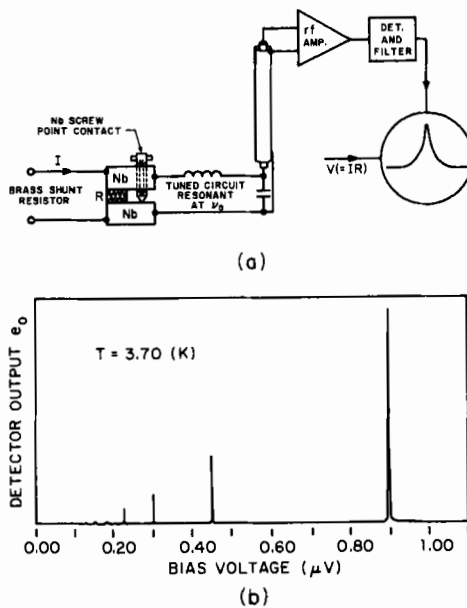 Nb SCREW
POINT CONTACT
I
Nb
R
Nb
BRASS SHUNT
RESISTOR
TUNED CIRCUIT
RESONANT
AT ν₀
rf
AMP.
DET.
AND
FILTER
V(=IR)
(a)
DETECTOR OUTPUT e₀
T = 3.70 (K)
0.00 0.20 0.40 0.60 0.80 1.00
BIAS VOLTAGE (μV)
(b)